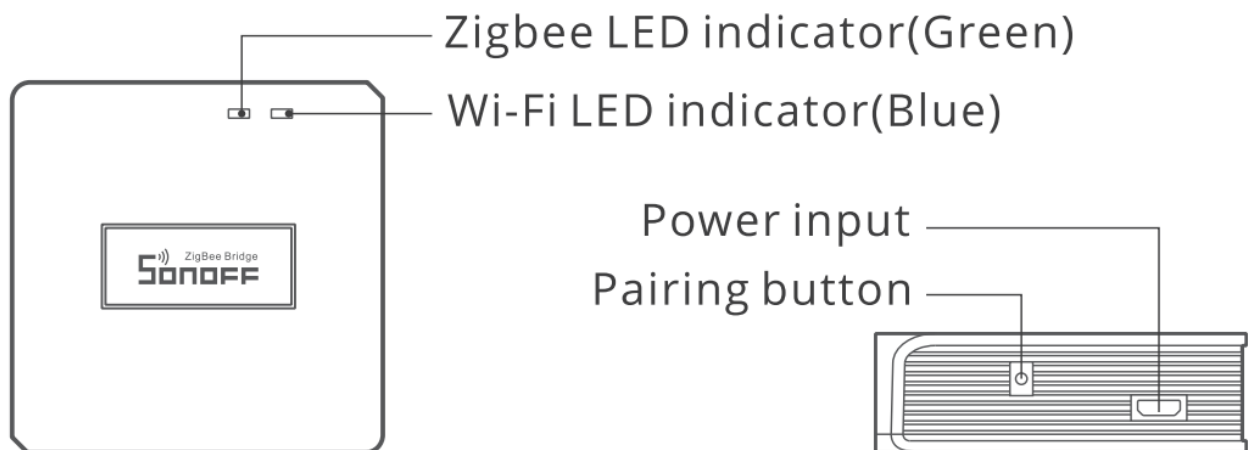 Zigbee LED indicator(Green)
Wi-Fi LED indicator(Blue)
ZigBee Bridge
SONOFF
Power input
Pairing button